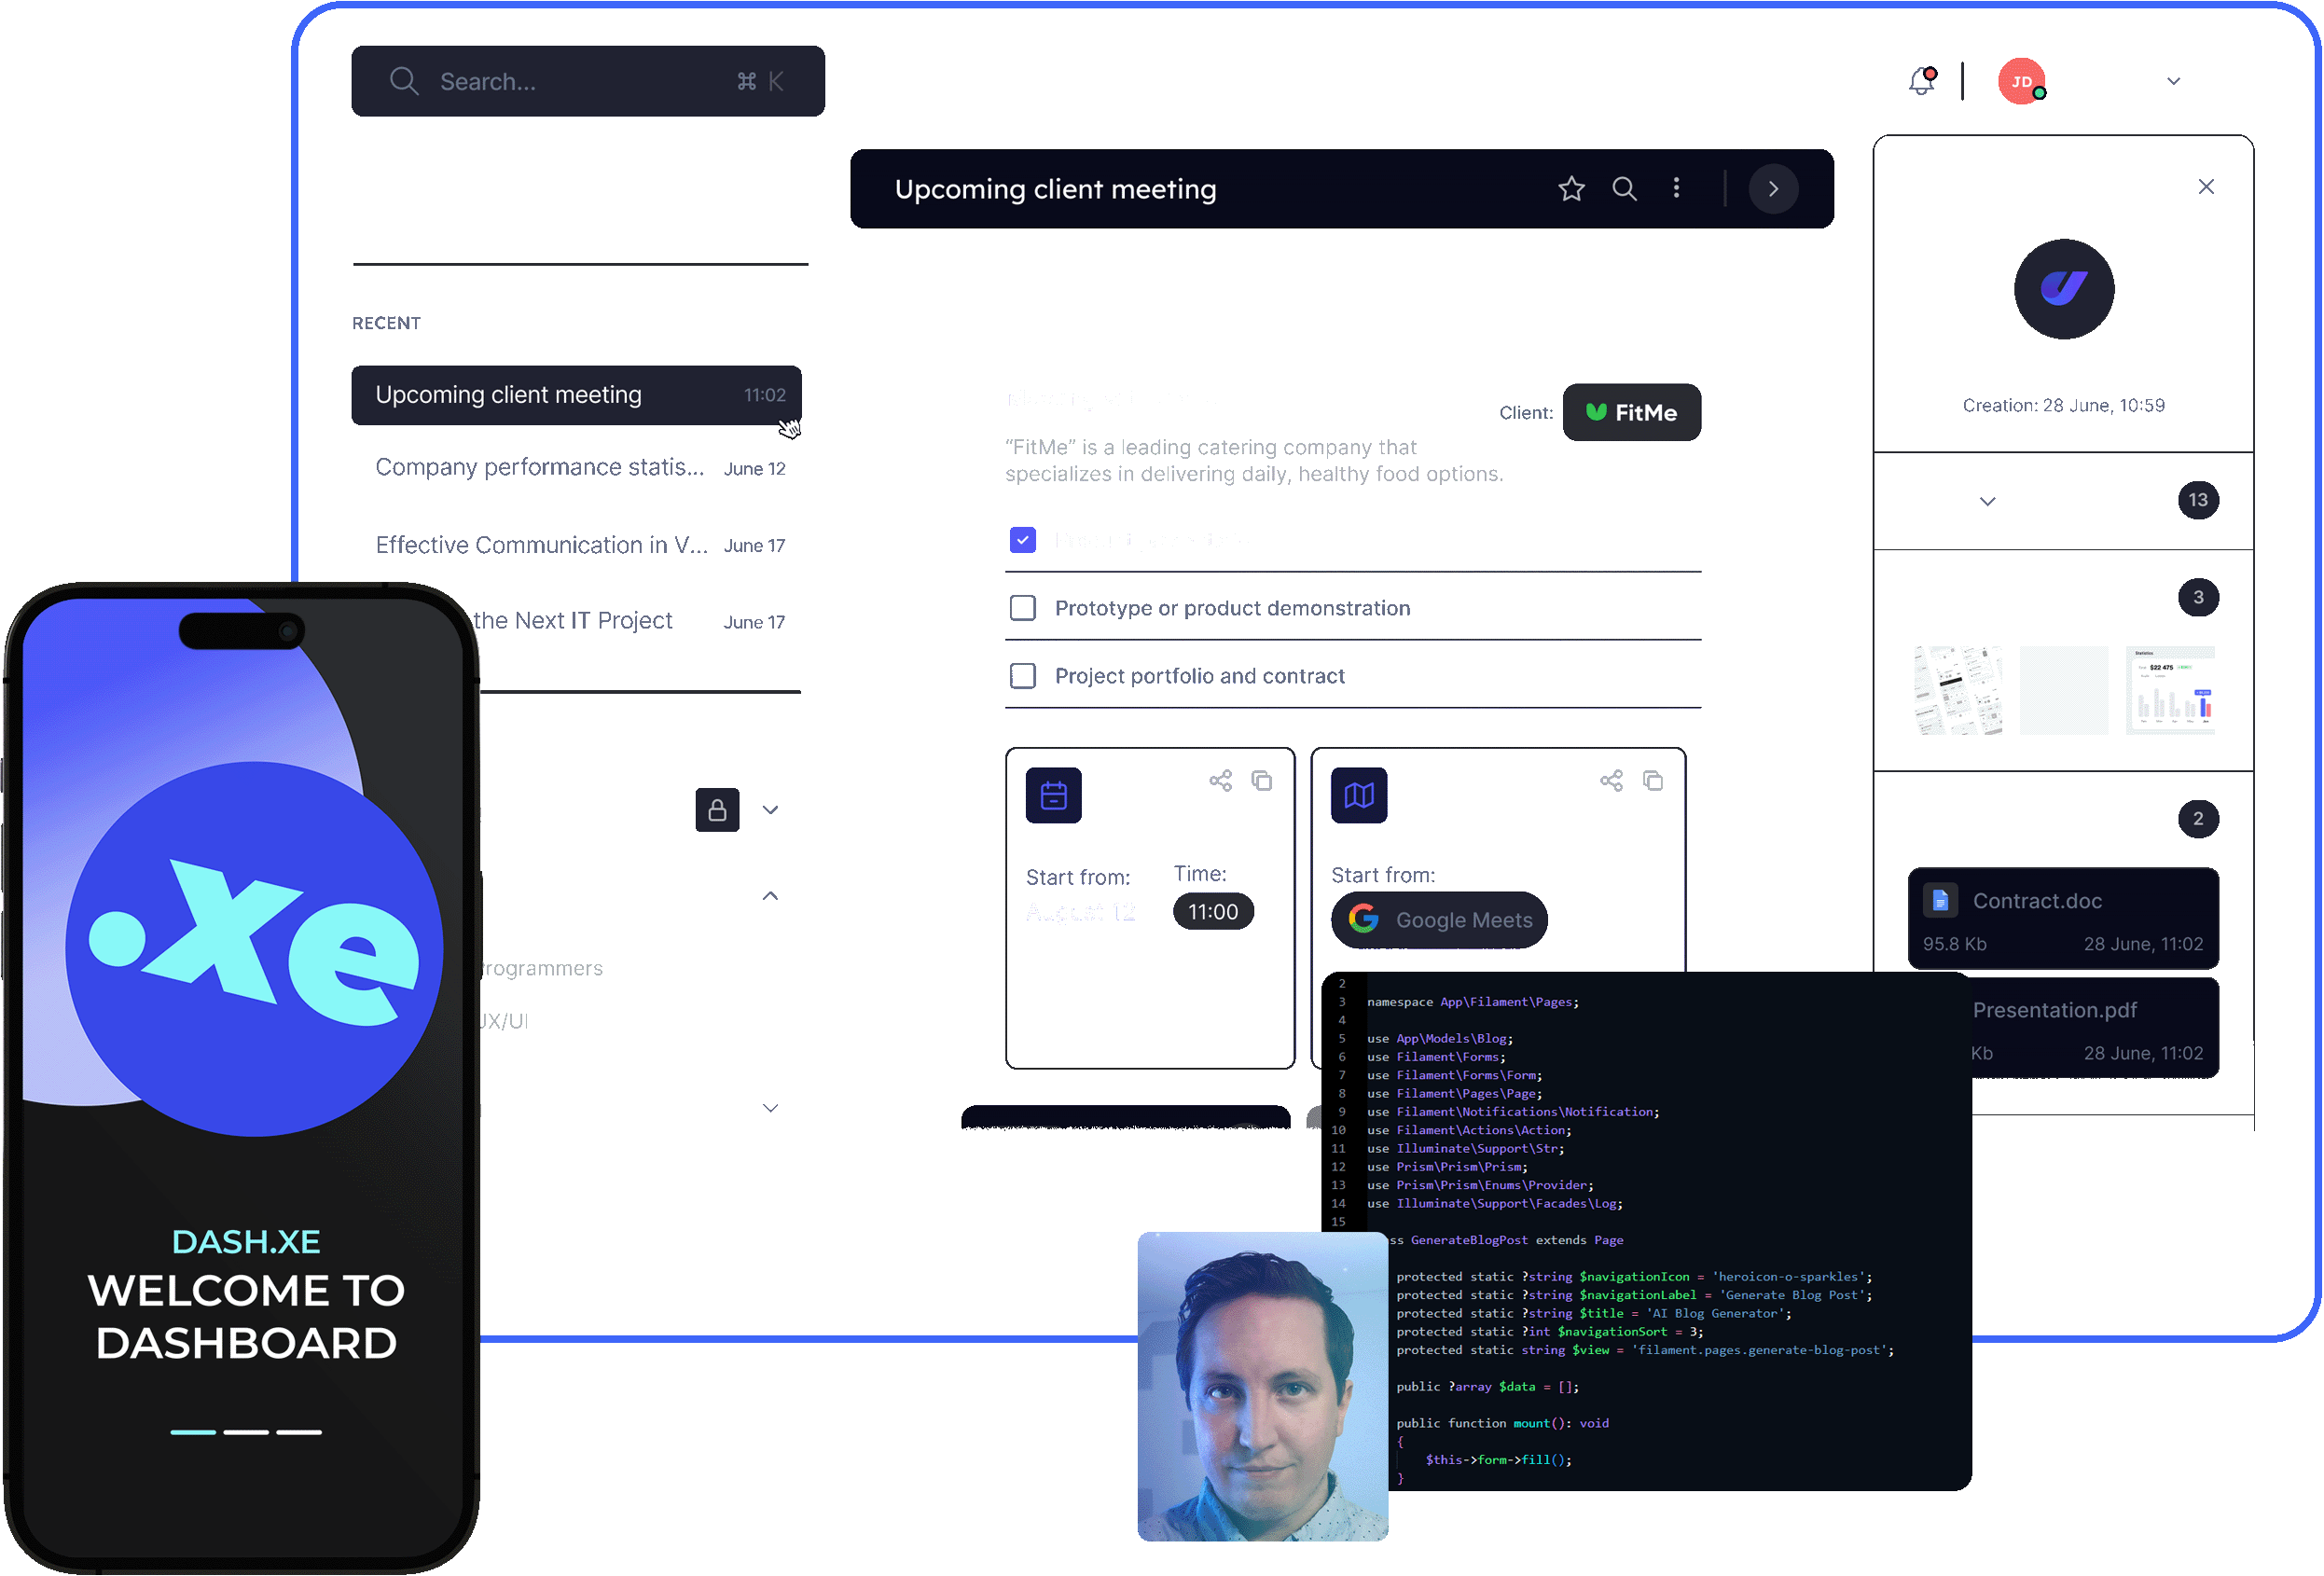 Search...
⌘ K
JD
Upcoming client meeting
RECENT
Upcoming client meeting 11:02
Company performance statis... June 12
Effective Communication in V... June 17
the Next IT Project June 17
rogrammers
UX/UI
Client: FitMe
“FitMe” is a leading catering company that
specializes in delivering daily, healthy food options.
Prototype or product demonstration
Project portfolio and contract
Start from:
August 12
Time:
11:00
Start from:
Google Meets
Creation: 28 June, 10:59
13
3
Statistics
$22 475
2
Contract.doc
95.8 Kb 28 June, 11:02
Presentation.pdf
Kb 28 June, 11:02
.xe
DASH.XE
WELCOME TO
DASHBOARD
2
3 namespace App\Filament\Pages;
4
5 use App\Models\Blog;
6 use Filament\Forms;
7 use Filament\Forms\Form;
8 use Filament\Pages\Page;
9 use Filament\Notifications\Notification;
10 use Filament\Actions\Action;
11 use Illuminate\Support\Str;
12 use Prism\Prism\Prism;
13 use Prism\Prism\Enums\Provider;
14 use Illuminate\Support\Facades\Log;
15
ss GenerateBlogPost extends Page
protected static ?string $navigationIcon = 'heroicon-o-sparkles';
protected static ?string $navigationLabel = 'Generate Blog Post';
protected static ?string $title = 'AI Blog Generator';
protected static ?int $navigationSort = 3;
protected static string $view = 'filament.pages.generate-blog-post';
public ?array $data = [];
public function mount(): void
{
$this->form->fill();
}